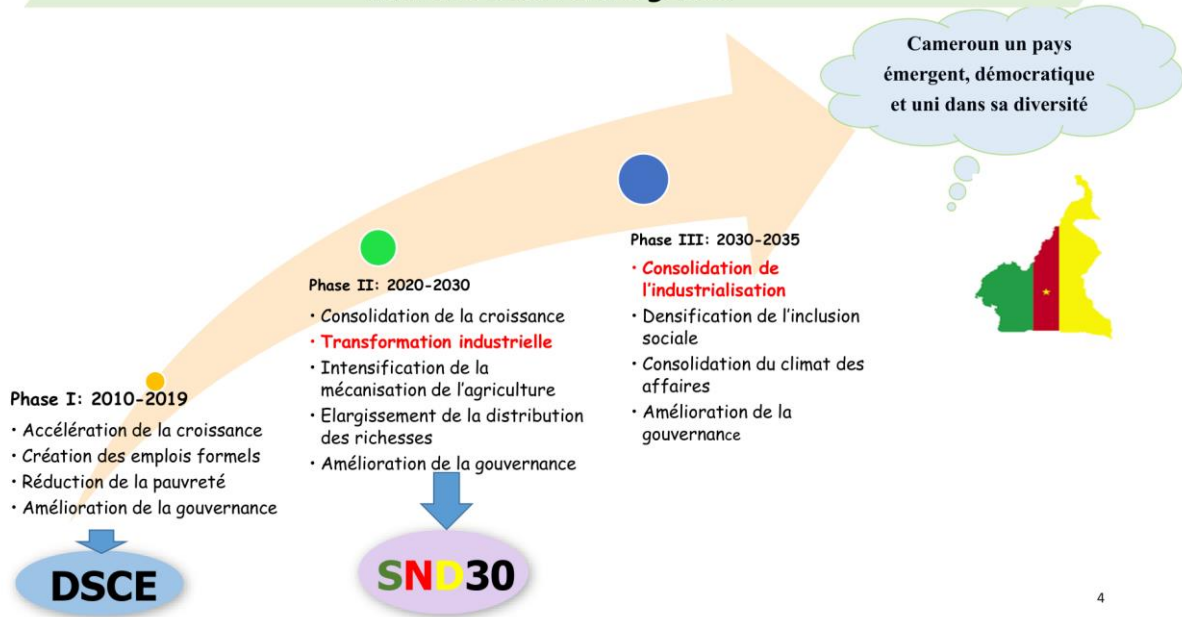 Cameroun un pays
émergent, démocratique
et uni dans sa diversité
Phase I: 2010-2019
• Accélération de la croissance
• Création des emplois formels
• Réduction de la pauvreté
• Amélioration de la gouvernance
DSCE
Phase II: 2020-2030
• Consolidation de la croissance
• Transformation industrielle
• Intensification de la
mécanisation de l'agriculture
• Elargissement de la distribution
des richesses
• Amélioration de la gouvernance
SND30
Phase III: 2030-2035
• Consolidation de
l'industrialisation
• Densification de l'inclusion
sociale
• Consolidation du climat des
affaires
• Amélioration de la
gouvernance
4